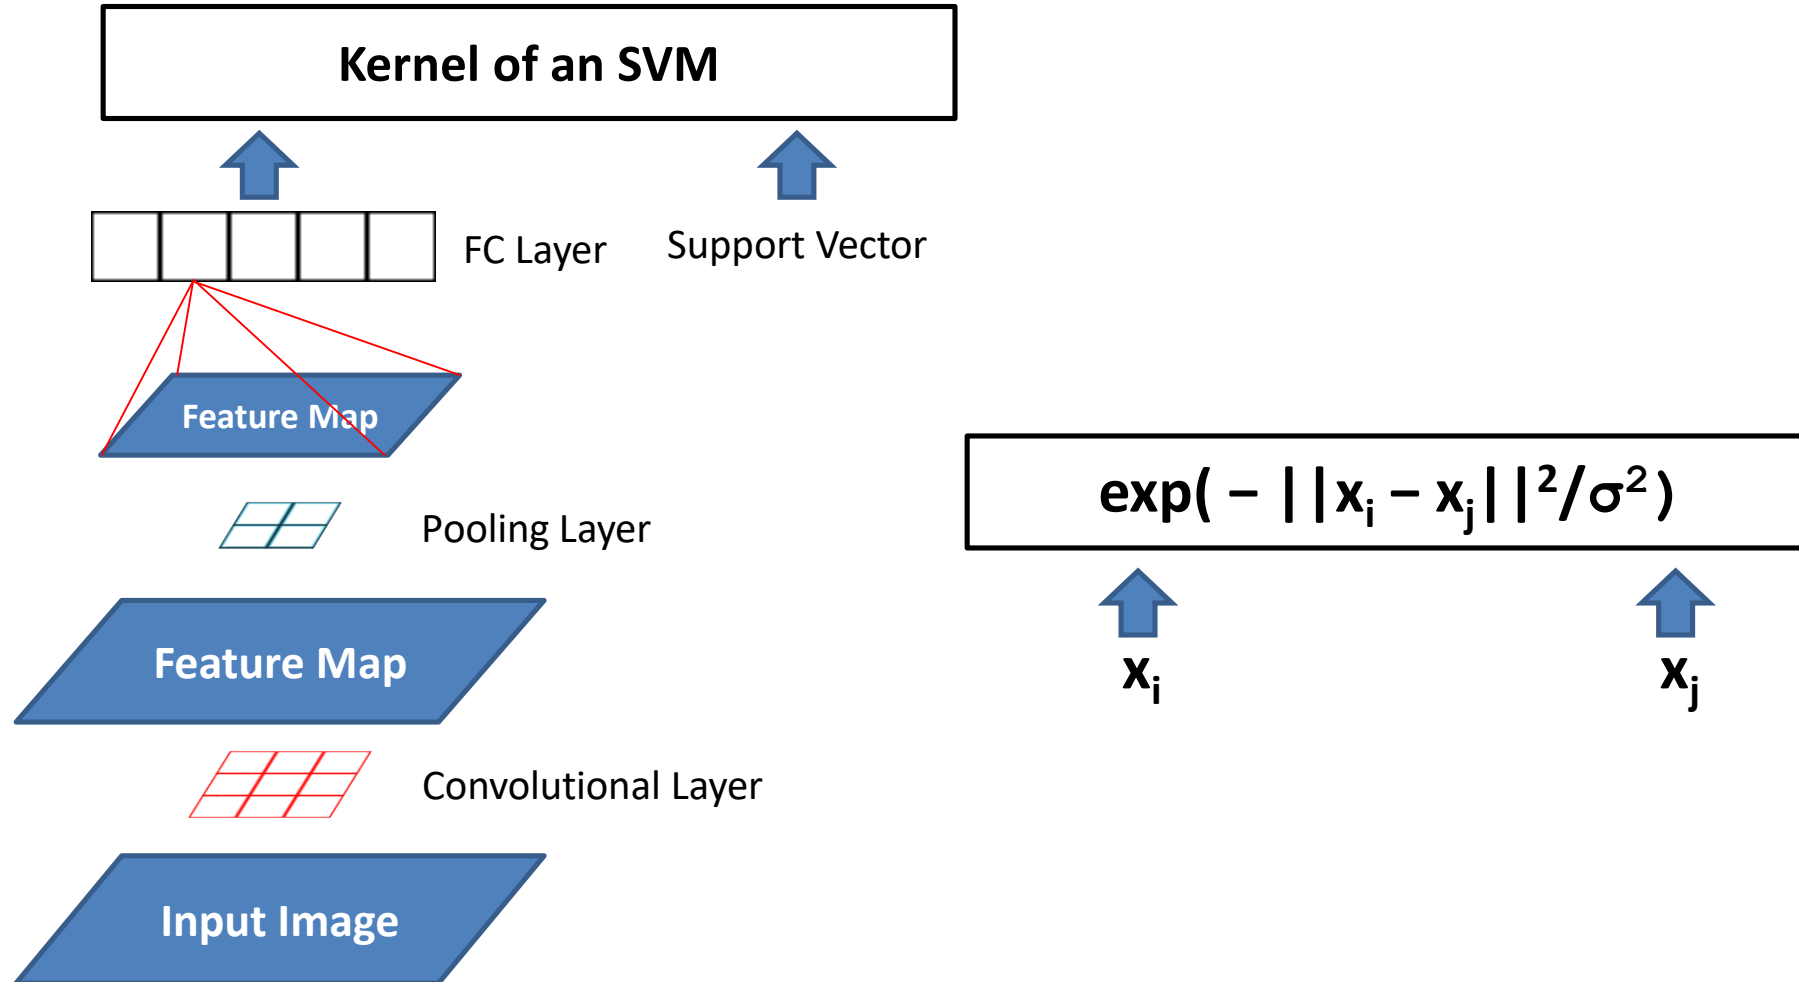 Kernel of an SVM
FC Layer
Support Vector
Feature Map
exp( – ||xᵢ – xⱼ||²/σ²)
Pooling Layer
Feature Map
xᵢ
xⱼ
Convolutional Layer
Input Image